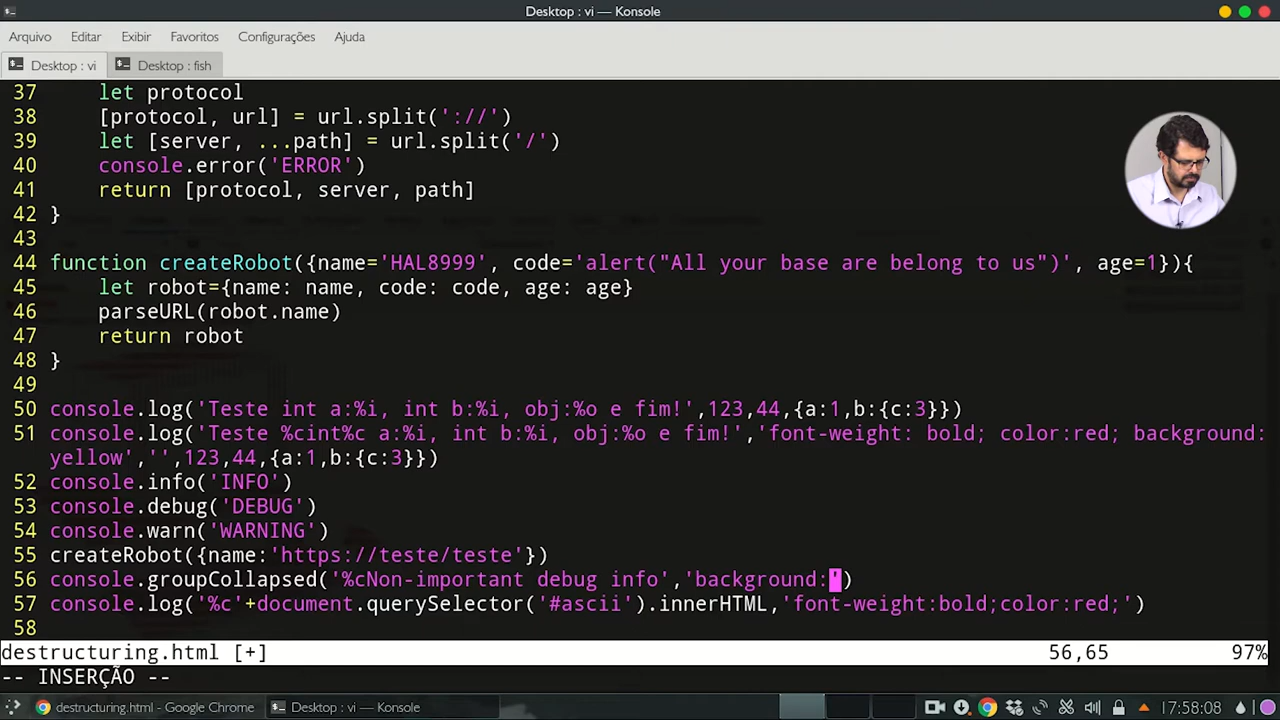 Desktop : vi — Konsole
Arquivo Editar Exibir Favoritos Configurações Ajuda
Desktop : vi Desktop : fish
37 let protocol
38 [protocol, url] = url.split('://')
39 let [server, ...path] = url.split('/')
40 console.error('ERROR')
41 return [protocol, server, path]
42 }
43
44 function createRobot({name='HAL8999', code='alert("All your base are belong to us")', age=1}){
45 let robot={name: name, code: code, age: age}
46 parseURL(robot.name)
47 return robot
48 }
49
50 console.log('Teste int a:%i, int b:%i, obj:%o e fim!',123,44,{a:1,b:{c:3}})
51 console.log('Teste %cint%c a:%i, int b:%i, obj:%o e fim!','font-weight: bold; color:red; background:
yellow','',123,44,{a:1,b:{c:3}})
52 console.info('INFO')
53 console.debug('DEBUG')
54 console.warn('WARNING')
55 createRobot({name:'https://teste/teste'})
56 console.groupCollapsed('%cNon-important debug info','background:')
57 console.log('%c'+document.querySelector('#ascii').innerHTML,'font-weight:bold;color:red;')
58
destructuring.html [+] 56,65 97%
-- INSERÇÃO --
destructuring.html - Google Chrome Desktop : vi — Konsole 17:58:08